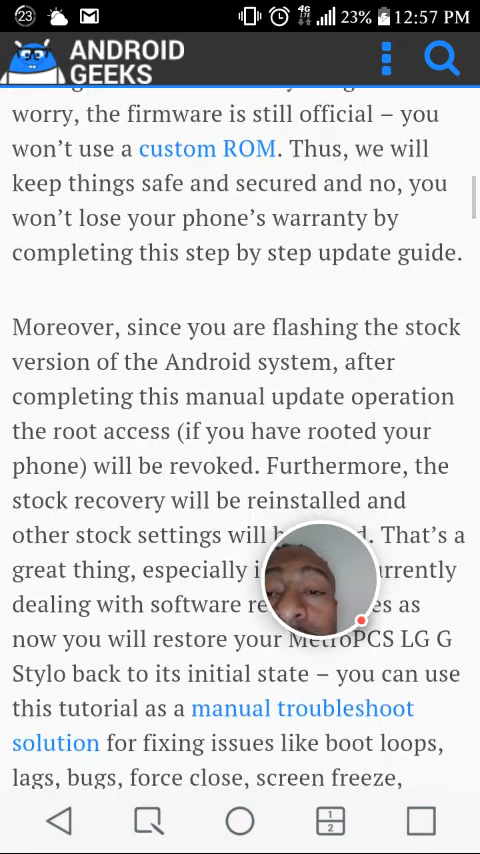 23 4G LTE 23% 12:57 PM
ANDROID
GEEKS
worry, the firmware is still official – you
won't use a custom ROM. Thus, we will
keep things safe and secured and no, you
won't lose your phone's warranty by
completing this step by step update guide.
Moreover, since you are flashing the stock
version of the Android system, after
completing this manual update operation
the root access (if you have rooted your
phone) will be revoked. Furthermore, the
stock recovery will be reinstalled and
other stock settings will . That's a
great thing, especially urrently
dealing with software es as
now you will restore your MetroPCS LG G
Stylo back to its initial state – you can use
this tutorial as a manual troubleshoot
solution for fixing issues like boot loops,
lags, bugs, force close, screen freeze,
1
2